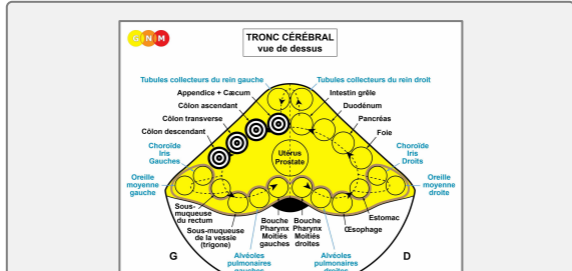 G N M
TRONC CÉRÉBRAL
vue de dessus
Tubules collecteurs du rein gauche
Tubules collecteurs du rein droit
Appendice + Cæcum
Intestin grêle
Côlon ascendant
Duodénum
Côlon transverse
Pancréas
Côlon descendant
Foie
Choroïde
Iris
Gauches
Choroïde
Iris
Droits
Utérus
Prostate
Oreille
moyenne
gauche
Oreille
moyenne
droite
Sous-
muqueuse
du rectum
Sous-muqueuse
de la vessie
(trigone)
Bouche
Pharynx
Moitiés
gauches
Bouche
Pharynx
Moitiés
droites
Estomac
Œsophage
G
D
Alvéoles
pulmonaires
gauches
Alvéoles
pulmonaires
droites